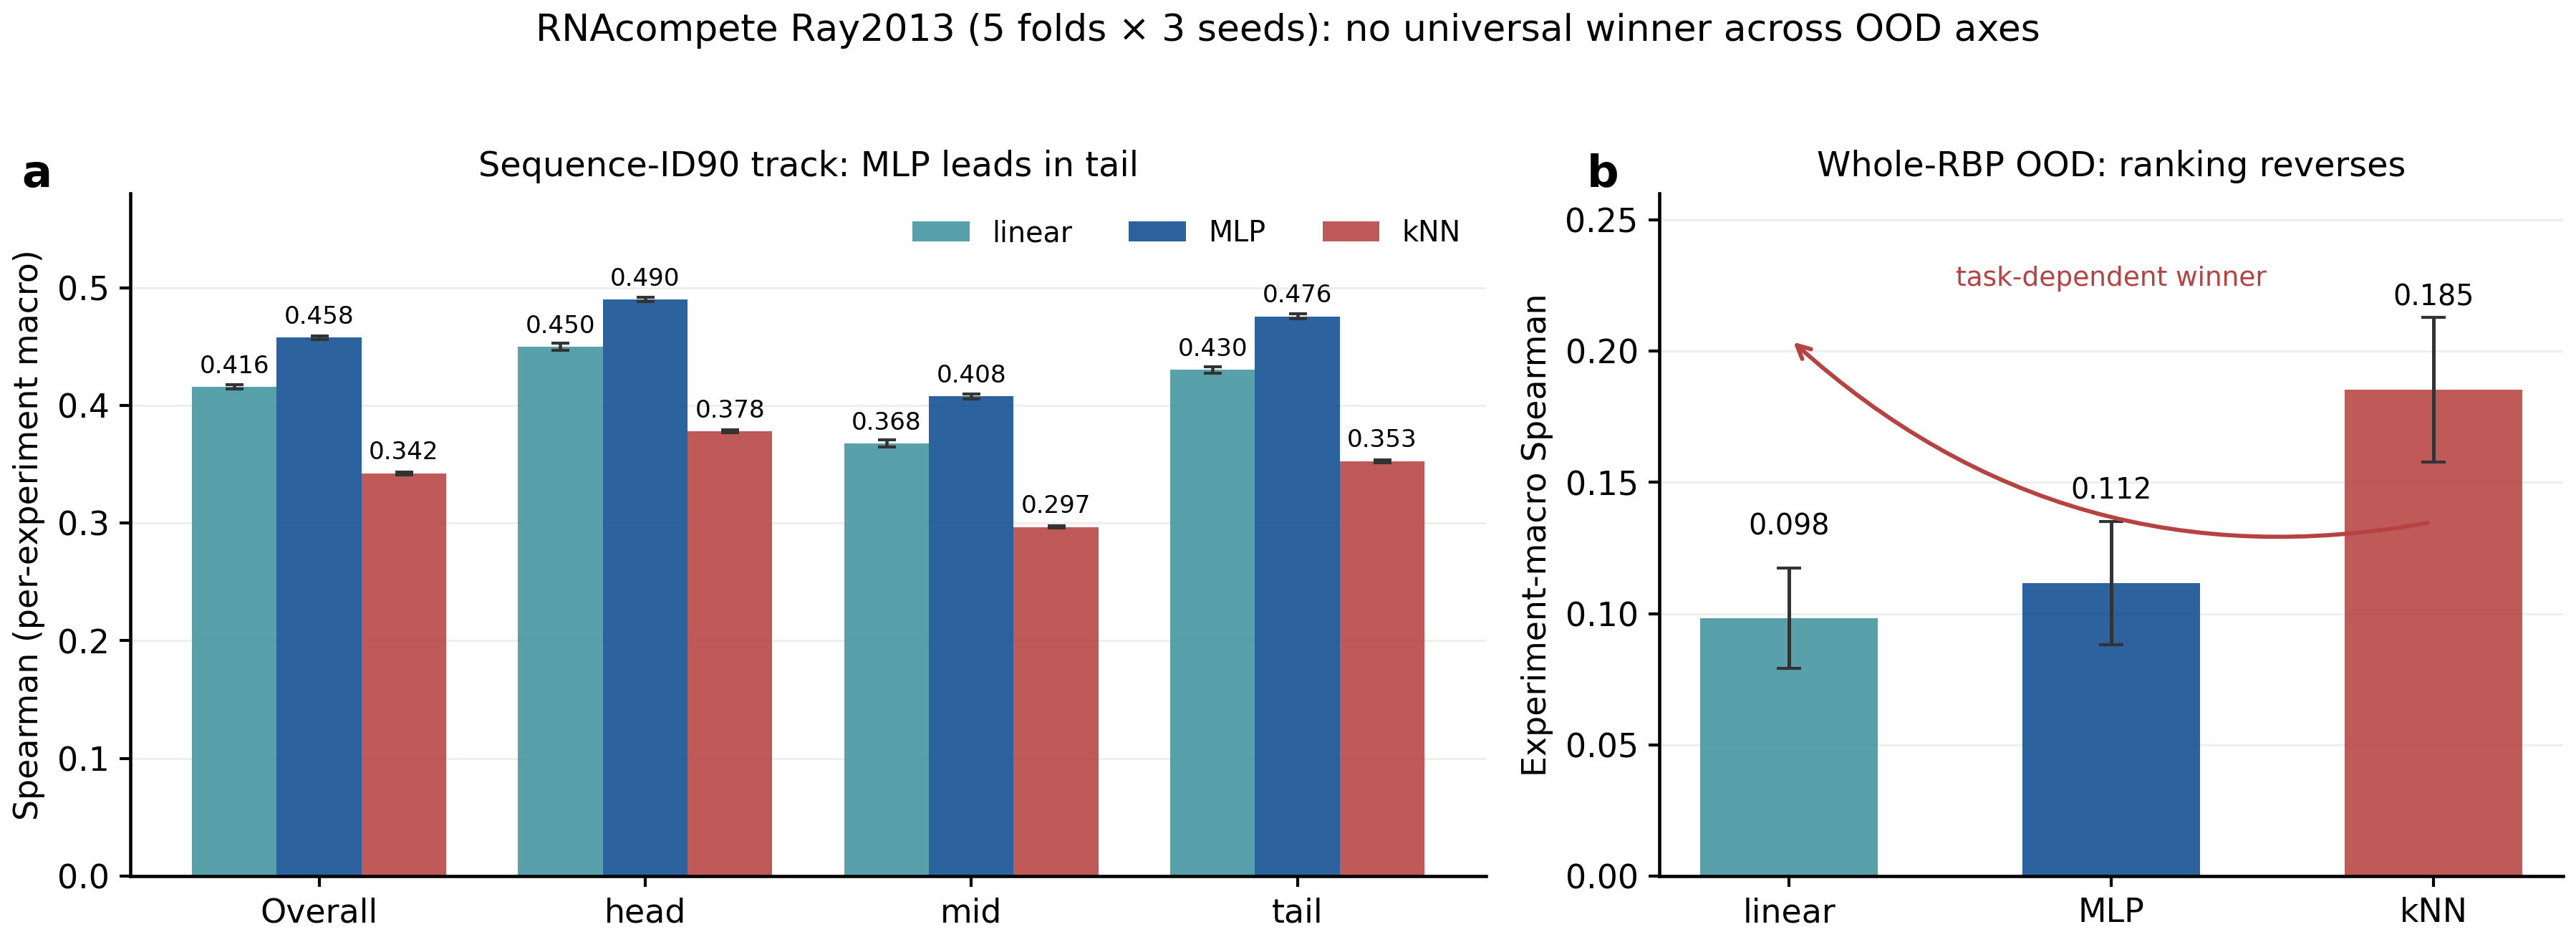 RNAcompete Ray2013 (5 folds × 3 seeds): no universal winner across OOD axes
a
Sequence-ID90 track: MLP leads in tail
linear MLP kNN
Spearman (per-experiment macro)
0.5
0.4
0.3
0.2
0.1
0.0
0.416
0.458
0.342
0.450
0.490
0.378
0.368
0.408
0.297
0.430
0.476
0.353
Overall head mid tail
b
Whole-RBP OOD: ranking reverses
Experiment-macro Spearman
0.25
0.20
0.15
0.10
0.05
0.00
task-dependent winner
0.098
0.112
0.185
linear MLP kNN